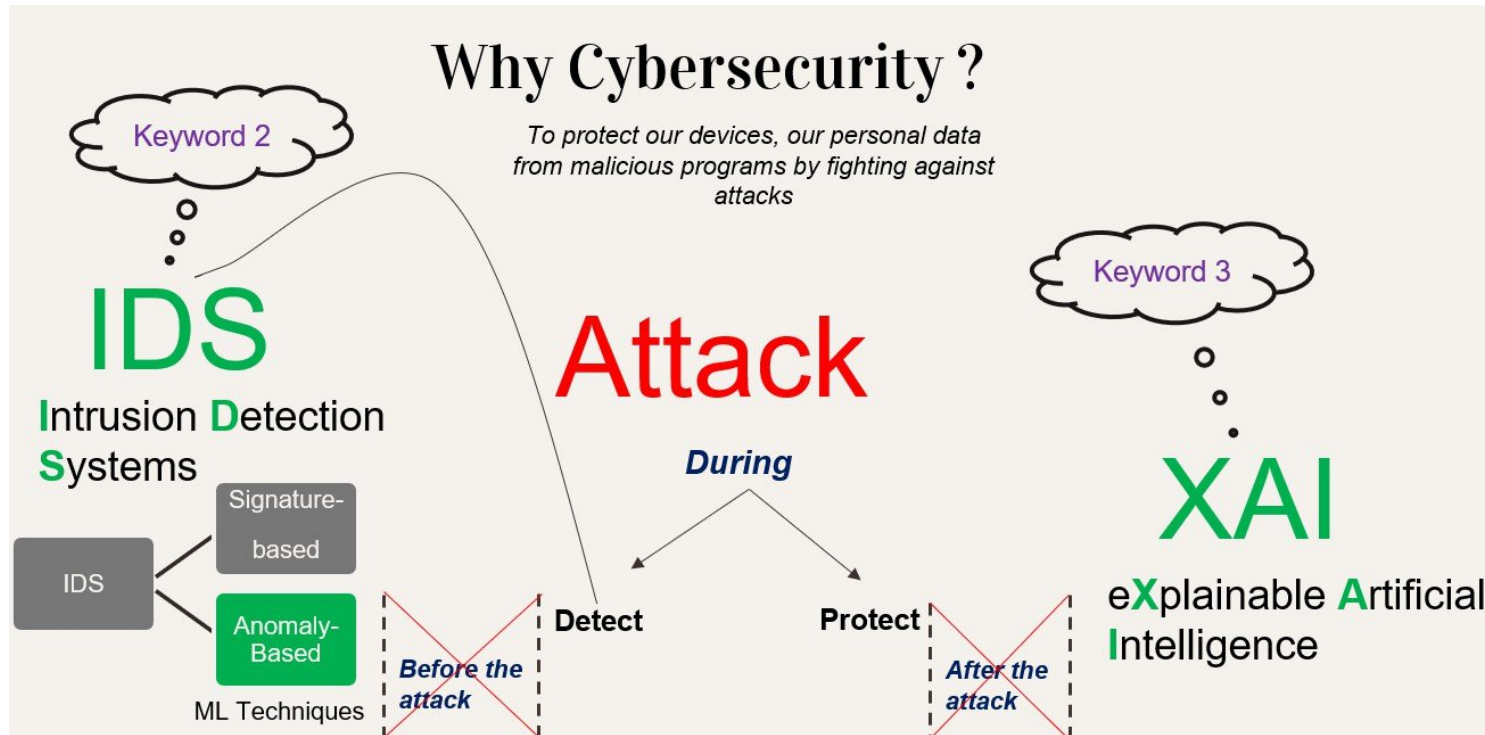 Why Cybersecurity ?
To protect our devices, our personal data
from malicious programs by fighting against
attacks
Keyword 2
IDS
Intrusion Detection
Systems
IDS
Signature-
based
Anomaly-
Based
ML Techniques
Attack
During
Detect
Protect
Before the
attack
After the
attack
Keyword 3
XAI
eXplainable Artificial
Intelligence